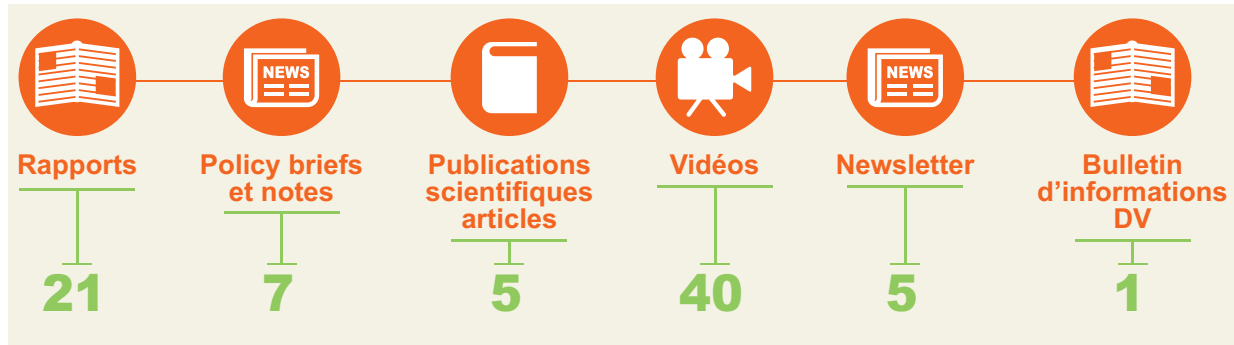 NEWS
NEWS
Rapports
21
Policy briefs
et notes
7
Publications
scientifiques
articles
5
Vidéos
40
Newsletter
5
Bulletin
d’informations
DV
1